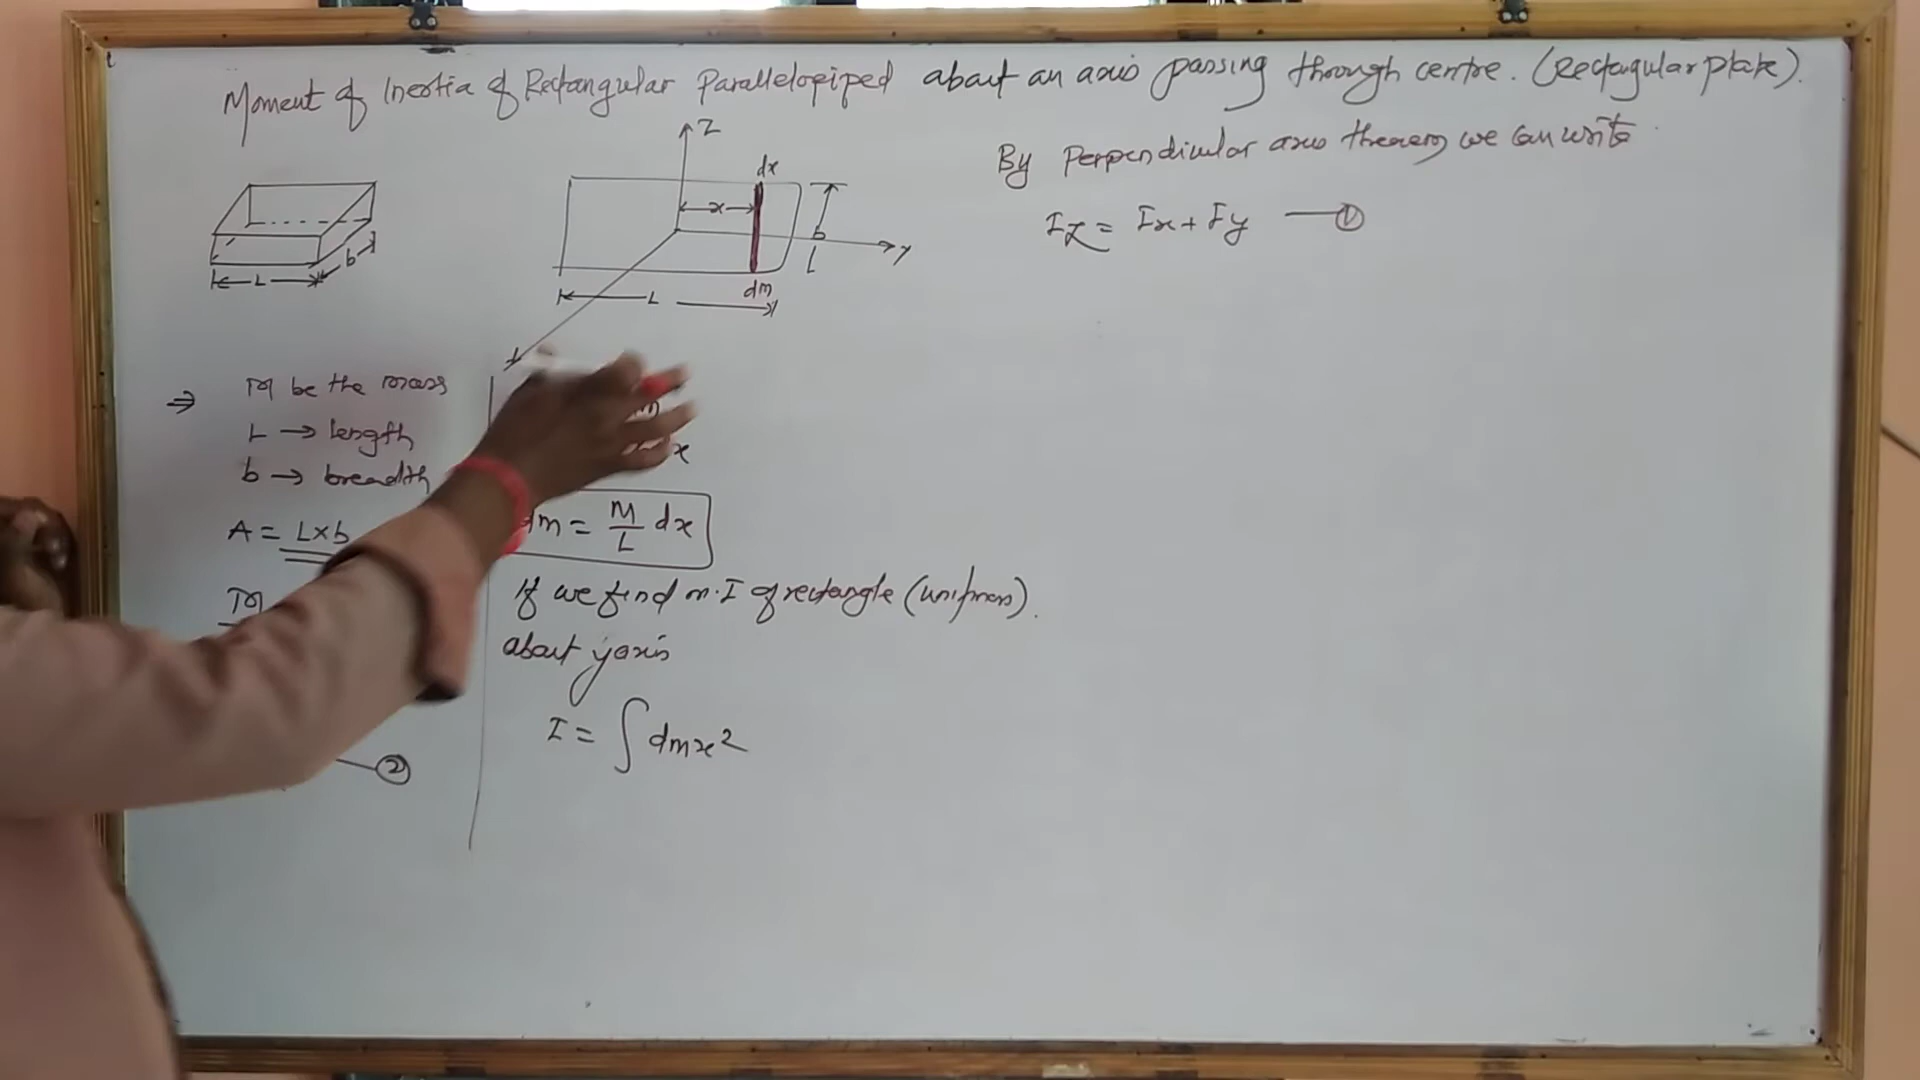 Moment of Inertia of Rectangular Parallelopiped about an axis passing through centre. (Rectagular plate).
Z
dx
x
b
y
L
dm
L
b
By Perpendicular axis theorem we can write
Iz = Ix + Iy — ①
⇒ M be the mass
L → length
b → breadth
A = L×b
M
②
m
x
dm = M/L dx
If we find m.I of rectangle (uniform).
about y axis
I = ∫ dm x²